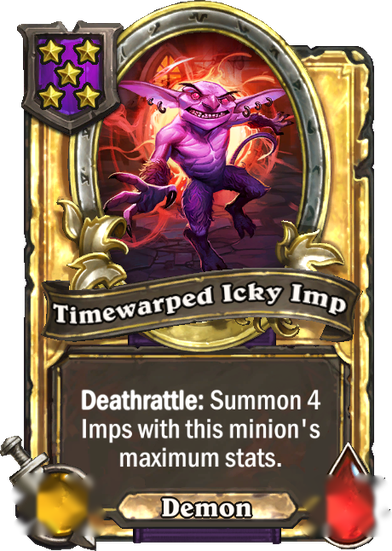 Timewarped Icky Imp
Deathrattle: Summon 4
Imps with this minion's
maximum stats.
Demon